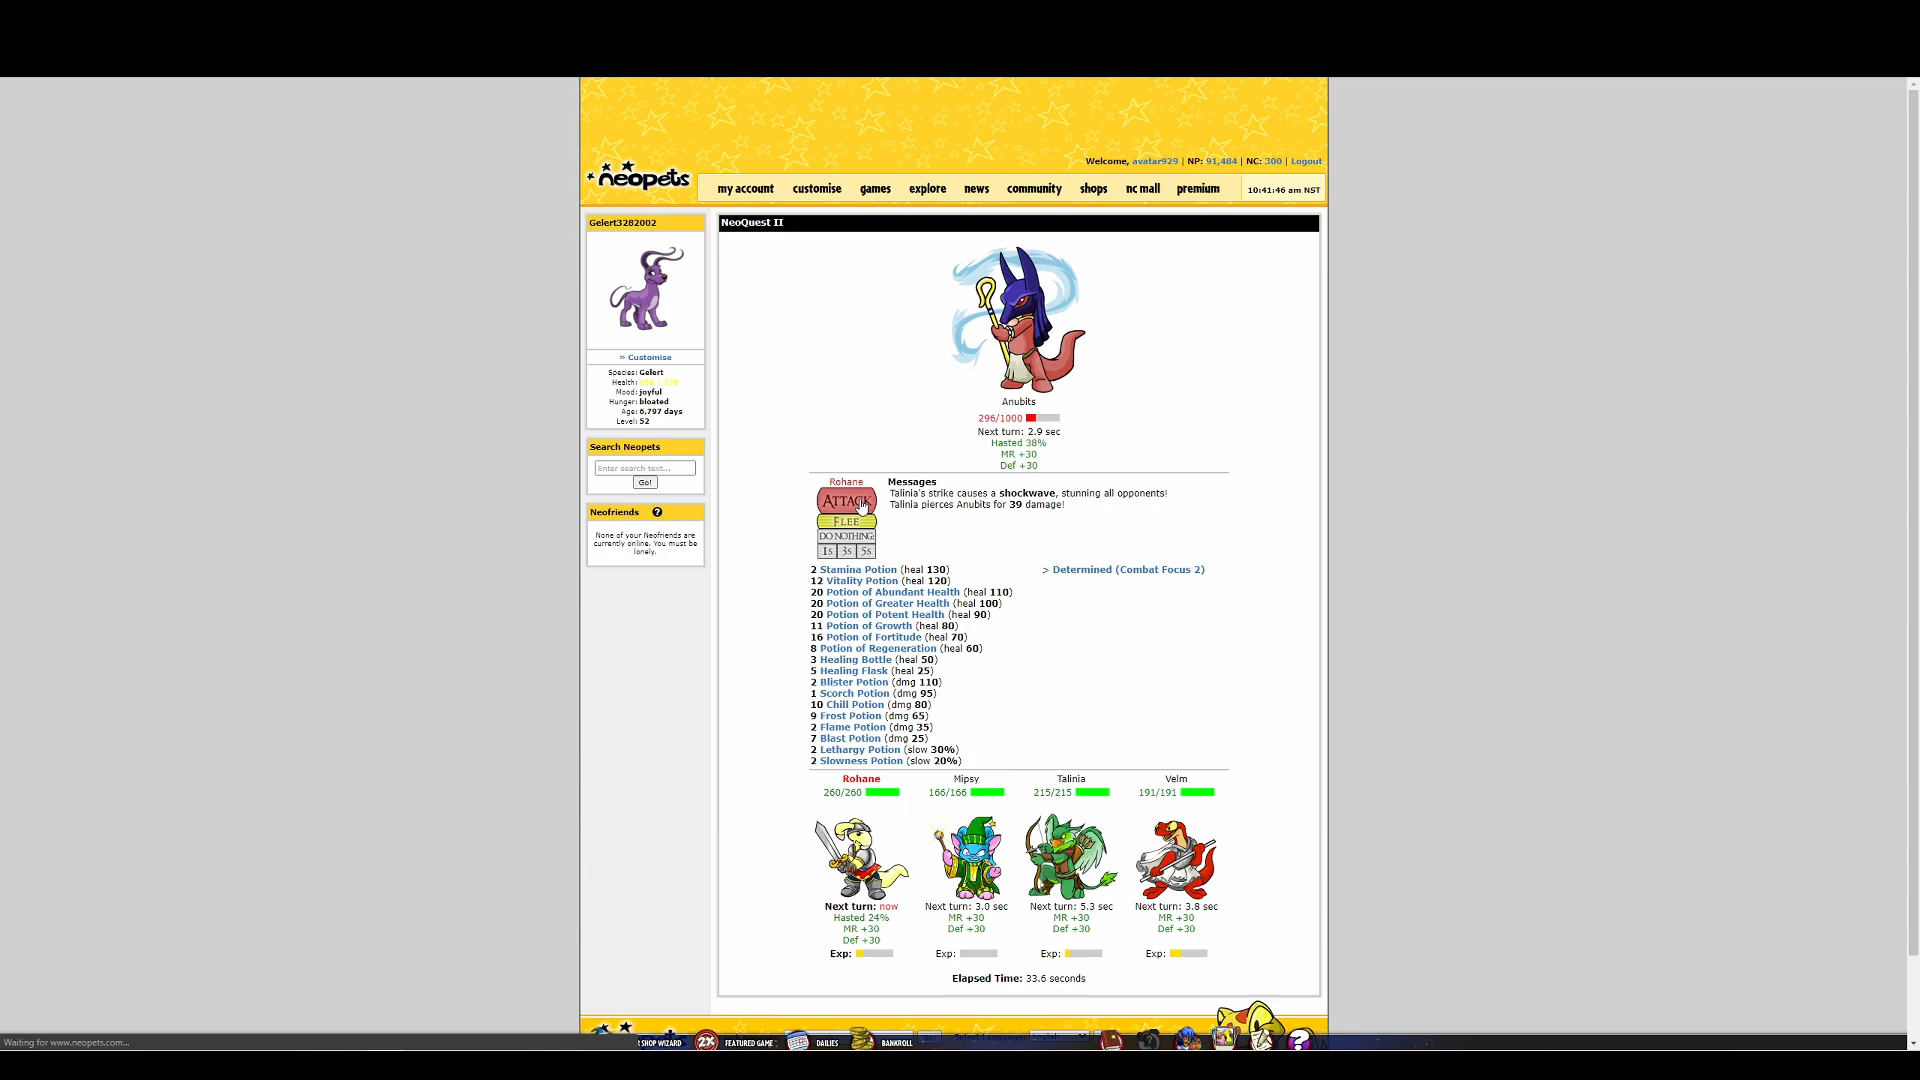 Welcome, avatar929 | NP: 91,484 | NC: 300 | Logout
neopets
my account customise games explore news community shops nc mall premium 10:41:46 am NST
Gelert3282002
» Customise
Species: Gelert
Health:
Mood: joyful
Hunger: bloated
Age: 6,797 days
Level: 52
Search Neopets
Enter search text...
Go!
Neofriends ?
None of your Neofriends are
currently online. You must be
lonely.
NeoQuest II
Anubits
296/1000
Next turn: 2.9 sec
Hasted 38%
MR +30
Def +30
Rohane
ATTACK
FLEE
DO NOTHING:
1s 3s 5s
Messages
Talinia's strike causes a shockwave, stunning all opponents!
Talinia pierces Anubits for 39 damage!
2 Stamina Potion (heal 130)
12 Vitality Potion (heal 120)
20 Potion of Abundant Health (heal 110)
20 Potion of Greater Health (heal 100)
20 Potion of Potent Health (heal 90)
11 Potion of Growth (heal 80)
16 Potion of Fortitude (heal 70)
8 Potion of Regeneration (heal 60)
3 Healing Bottle (heal 50)
5 Healing Flask (heal 25)
2 Blister Potion (dmg 110)
1 Scorch Potion (dmg 95)
10 Chill Potion (dmg 80)
9 Frost Potion (dmg 65)
2 Flame Potion (dmg 35)
7 Blast Potion (dmg 25)
2 Lethargy Potion (slow 30%)
2 Slowness Potion (slow 20%)
> Determined (Combat Focus 2)
Rohane Mipsy Talinia Velm
260/260 166/166 215/215 191/191
Next turn: now Next turn: 3.0 sec Next turn: 5.3 sec Next turn: 3.8 sec
Hasted 24% MR +30 MR +30 MR +30
MR +30 Def +30 Def +30 Def +30
Def +30
Exp: Exp: Exp: Exp:
Elapsed Time: 33.6 seconds
Waiting for www.neopets.com...
SHOP WIZARD 2X FEATURED GAME DAILIES BANKROLL Select Language: English